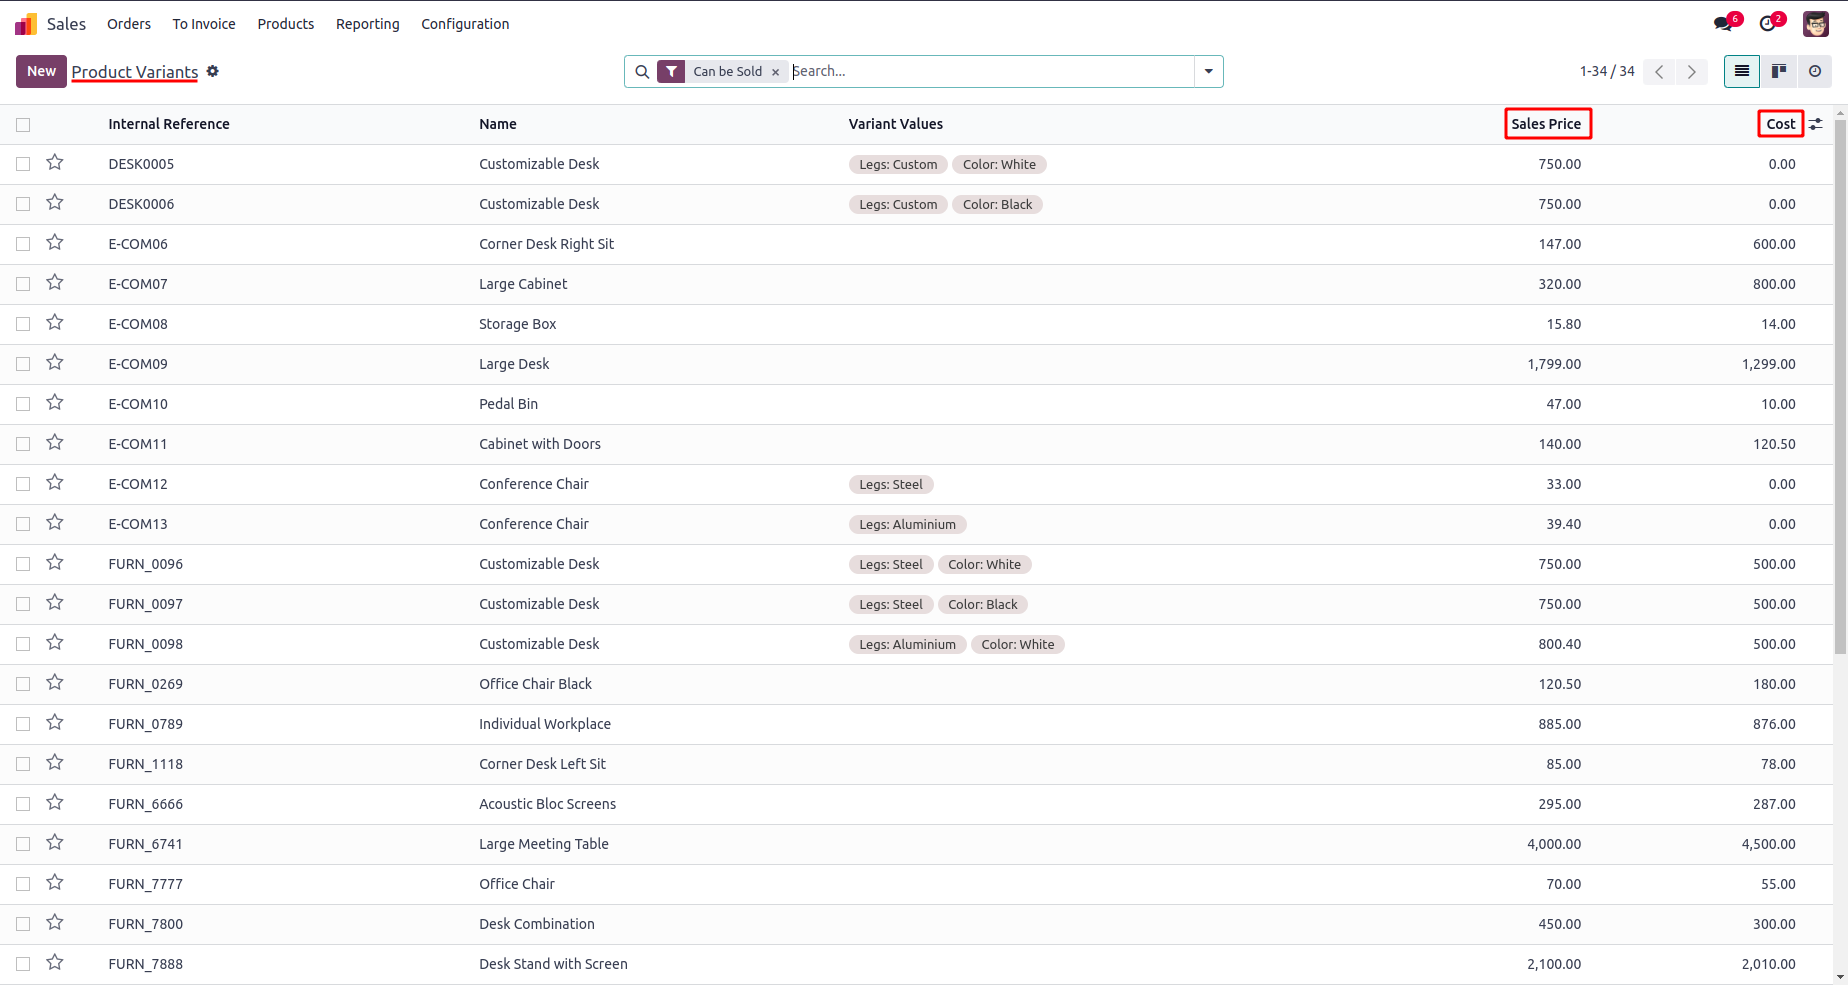 Sales Orders To Invoice Products Reporting Configuration 6 2
New Product Variants Can be Sold × Search... 1-34 / 34
Internal Reference Name Variant Values Sales Price Cost
DESK0005 Customizable Desk Legs: Custom Color: White 750.00 0.00
DESK0006 Customizable Desk Legs: Custom Color: Black 750.00 0.00
E-COM06 Corner Desk Right Sit 147.00 600.00
E-COM07 Large Cabinet 320.00 800.00
E-COM08 Storage Box 15.80 14.00
E-COM09 Large Desk 1,799.00 1,299.00
E-COM10 Pedal Bin 47.00 10.00
E-COM11 Cabinet with Doors 140.00 120.50
E-COM12 Conference Chair Legs: Steel 33.00 0.00
E-COM13 Conference Chair Legs: Aluminium 39.40 0.00
FURN_0096 Customizable Desk Legs: Steel Color: White 750.00 500.00
FURN_0097 Customizable Desk Legs: Steel Color: Black 750.00 500.00
FURN_0098 Customizable Desk Legs: Aluminium Color: White 800.40 500.00
FURN_0269 Office Chair Black 120.50 180.00
FURN_0789 Individual Workplace 885.00 876.00
FURN_1118 Corner Desk Left Sit 85.00 78.00
FURN_6666 Acoustic Bloc Screens 295.00 287.00
FURN_6741 Large Meeting Table 4,000.00 4,500.00
FURN_7777 Office Chair 70.00 55.00
FURN_7800 Desk Combination 450.00 300.00
FURN_7888 Desk Stand with Screen 2,100.00 2,010.00